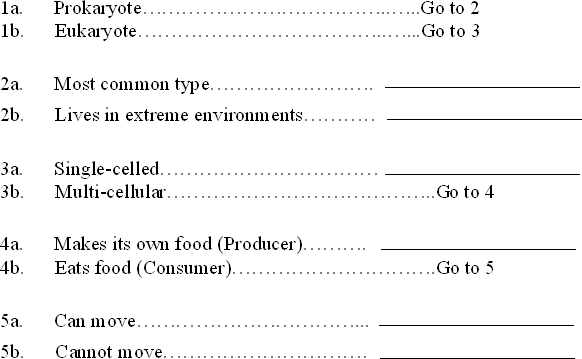 1a. Prokaryote……………………………..…..Go to 2
1b. Eukaryote……………………………..…...Go to 3
2a. Most common type……………………. ____________________
2b. Lives in extreme environments……….. ____________________
3a. Single-celled………………………… ____________________
3b. Multi-cellular………………………………..Go to 4
4a. Makes its own food (Producer)………. ____________________
4b. Eats food (Consumer)……………………….Go to 5
5a. Can move…………………………... ____________________
5b. Cannot move………………………. ____________________